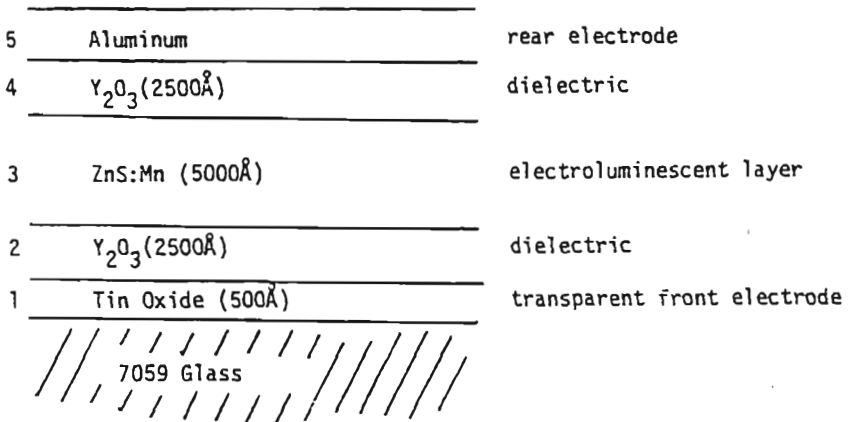 5 Aluminum rear electrode
4 Y₂O₃(2500Å) dielectric
3 ZnS:Mn (5000Å) electroluminescent layer
2 Y₂O₃(2500Å) dielectric
1 Tin Oxide (500Å) transparent front electrode
7059 Glass